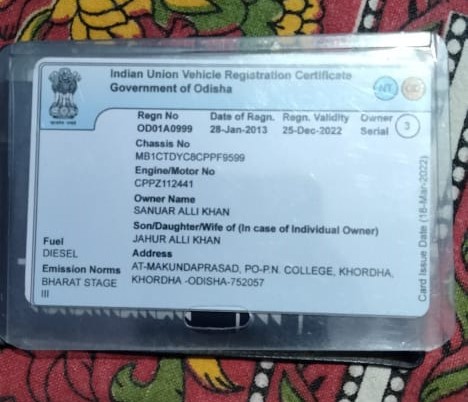 Indian Union Vehicle Registration Certificate
Government of Odisha
Regn No Date of Regn. Regn. Validity Owner
OD01A0999 28-Jan-2013 25-Dec-2022 Serial 3
Chassis No
MB1CTDYC8CPPF9599
Engine/Motor No
CPPZ112441
Owner Name
SANUAR ALLI KHAN
Son/Daughter/Wife of (In case of Individual Owner)
JAHUR ALLI KHAN
Fuel
DIESEL
Address
AT-MAKUNDAPRASAD, PO-P.N. COLLEGE, KHORDHA,
KHORDHA -ODISHA-752057
Emission Norms
BHARAT STAGE
III
Card Issue Date (16-Mar-2022)
NT